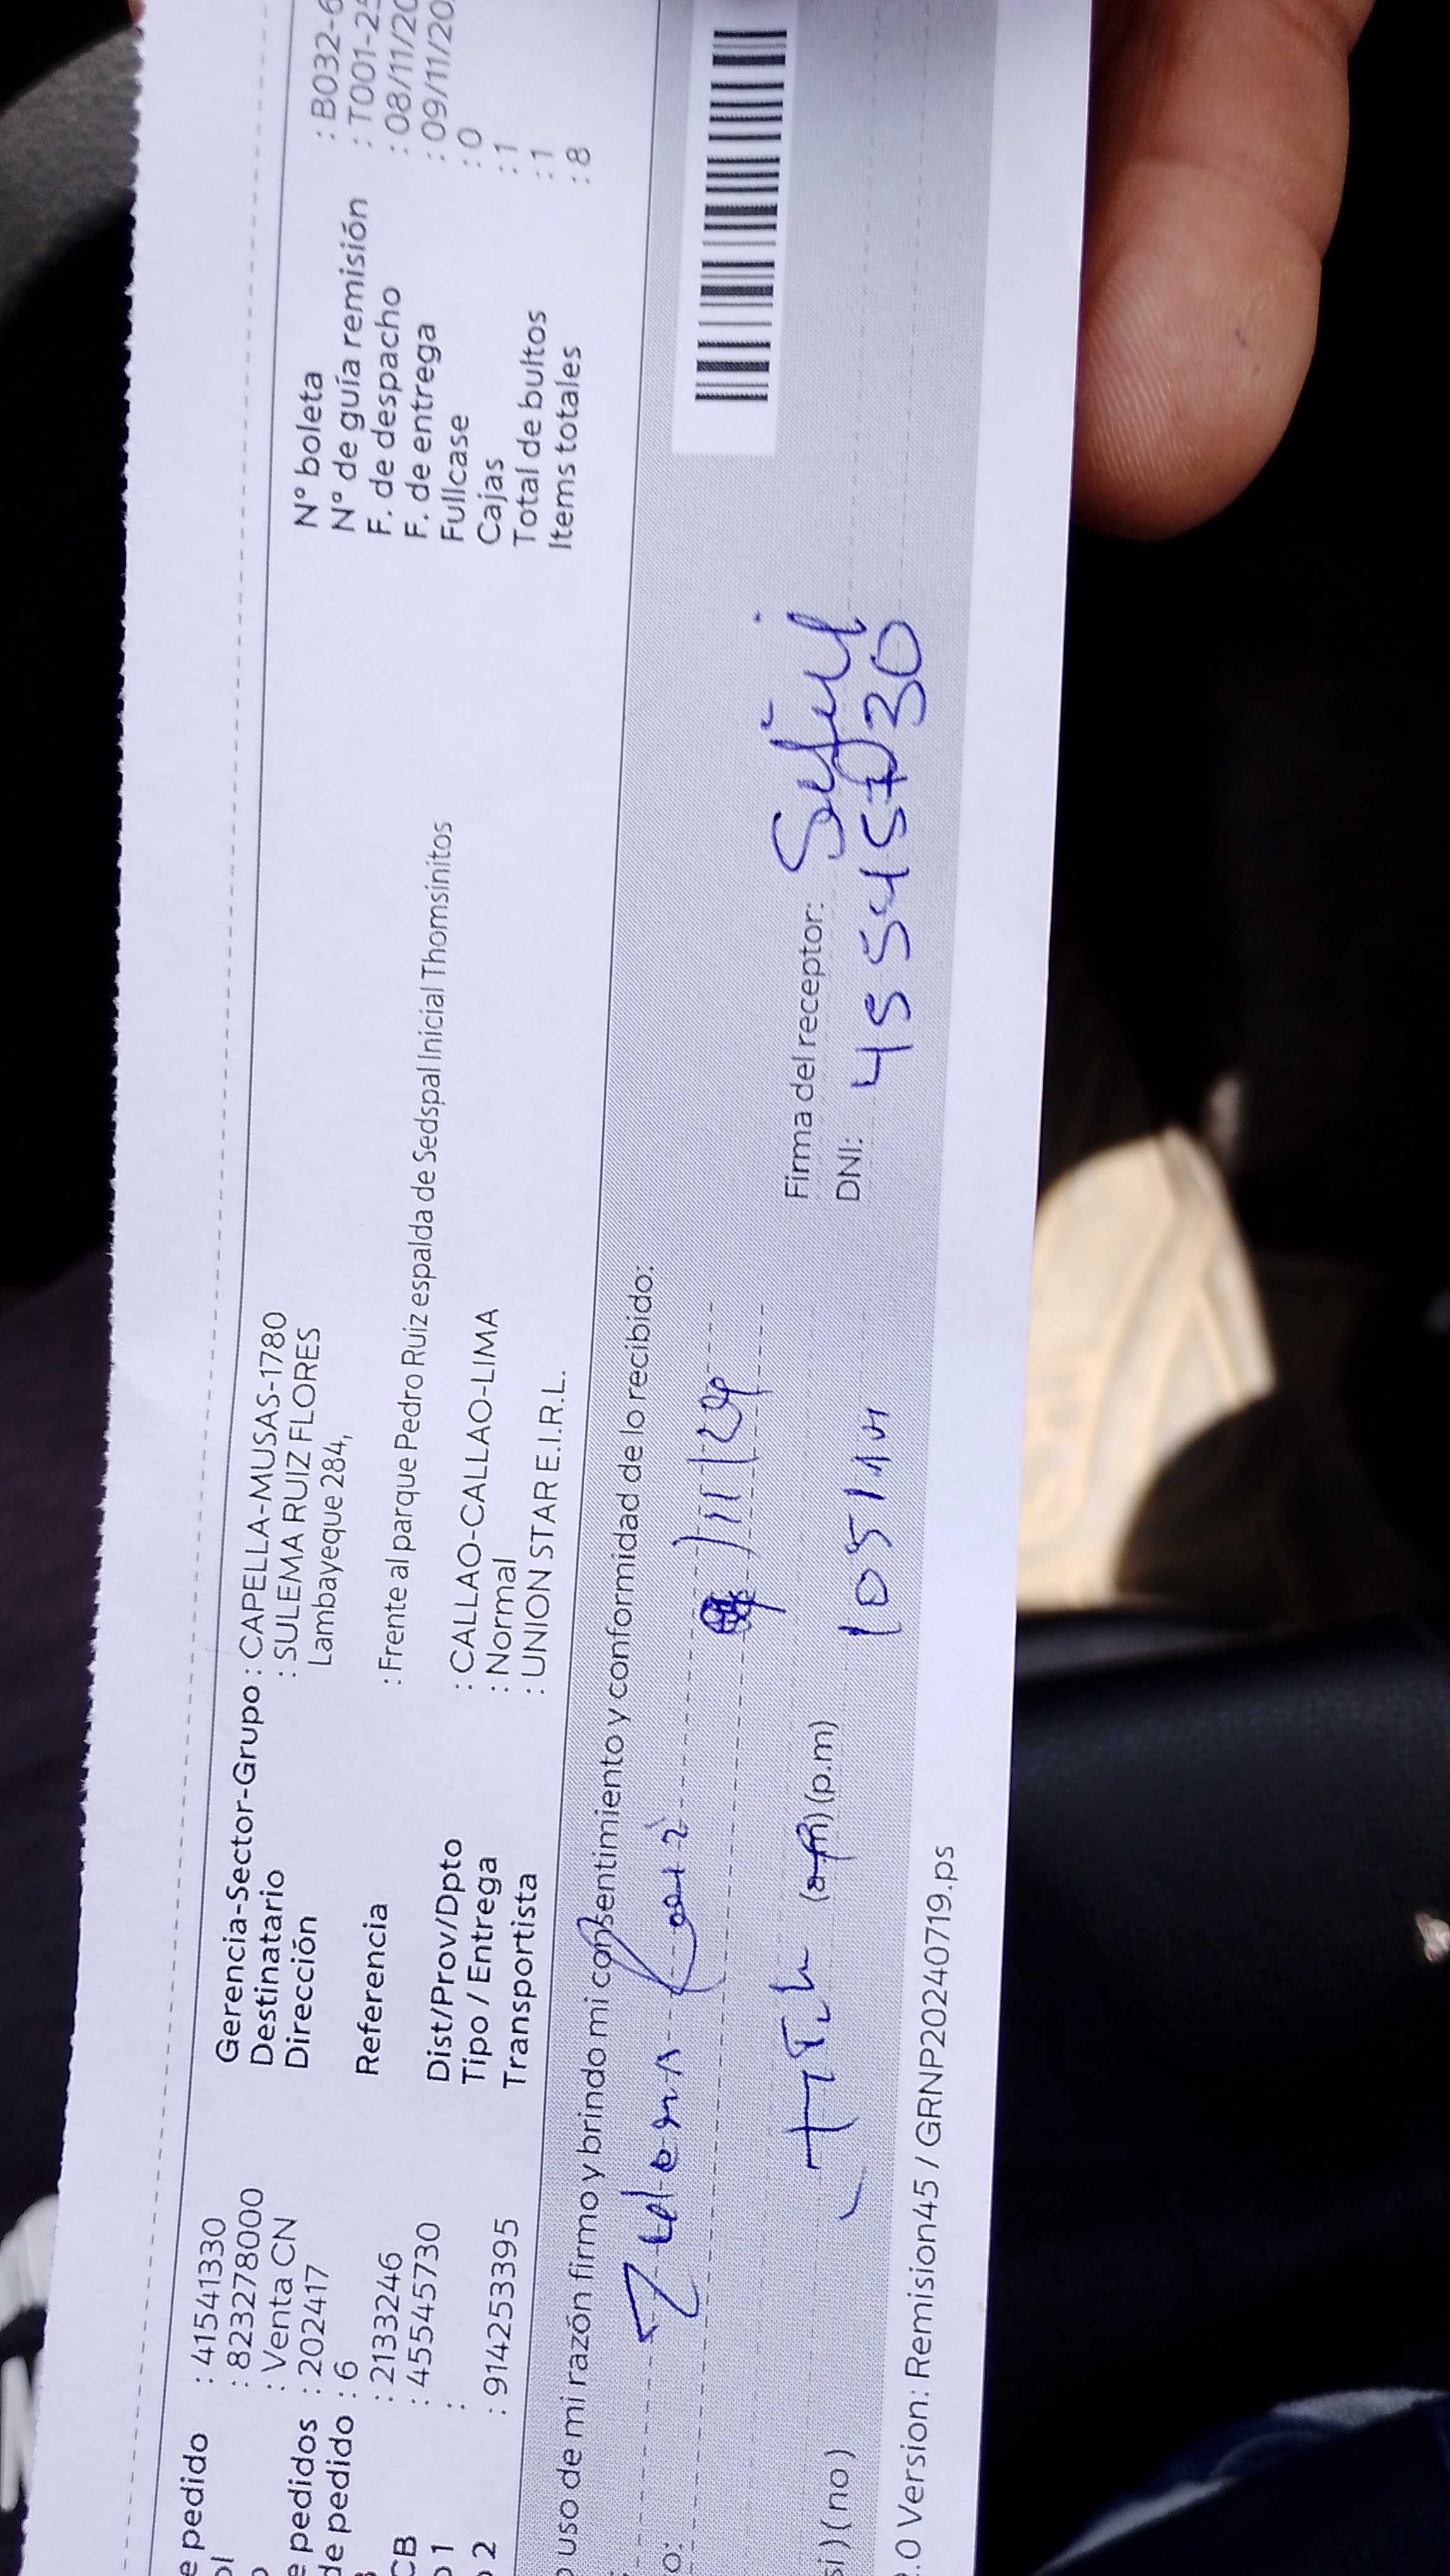 e pedido : 41541330
ol : 823278000
o : Venta CN
e pedidos : 202417
de pedido : 6
: 2133246
CB : 45545730
o 1 :
o 2 : 914253395
Gerencia-Sector-Grupo : CAPELLA-MUSAS-1780
Destinatario : SULEMA RUIZ FLORES
Dirección Lambayeque 284,
Referencia : Frente al parque Pedro Ruiz espalda de Sedspal Inicial Thomsinitos
Dist/Prov/Dpto : CALLAO-CALLAO-LIMA
Tipo / Entrega : Normal
Transportista : UNION STAR E.I.R.L.
N° boleta : B032-6
N° de guía remisión : T001-25
F. de despacho : 08/11/20
F. de entrega : 09/11/20
Fullcase : 0
Cajas : 1
Total de bultos : 1
Items totales : 8
o uso de mi razón firmo y brindo mi consentimiento y conformidad de lo recibido:
o: Zulema Ruiz 9/11/24
Firma del receptor:
si ) ( no ) (a.m) (p.m) DNI: 45545730
.0 Version: Remision45 / GRNP20240719.ps